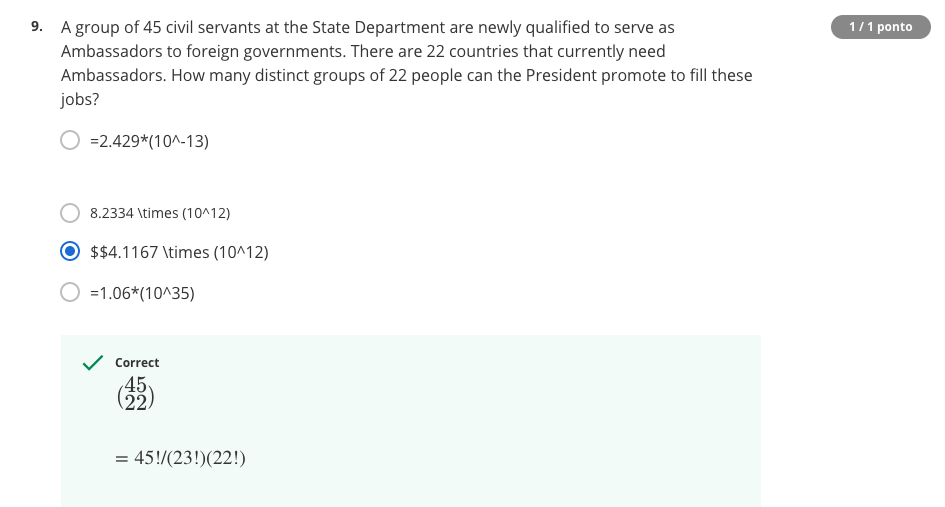 9. A group of 45 civil servants at the State Department are newly qualified to serve as
1 / 1 ponto
Ambassadors to foreign governments. There are 22 countries that currently need
Ambassadors. How many distinct groups of 22 people can the President promote to fill these
jobs?
=2.429*(10^-13)
8.2334 \times (10^12)
$$4.1167 \times (10^12)
=1.06*(10^35)
Correct
(45
22)
= 45!/(23!)(22!)